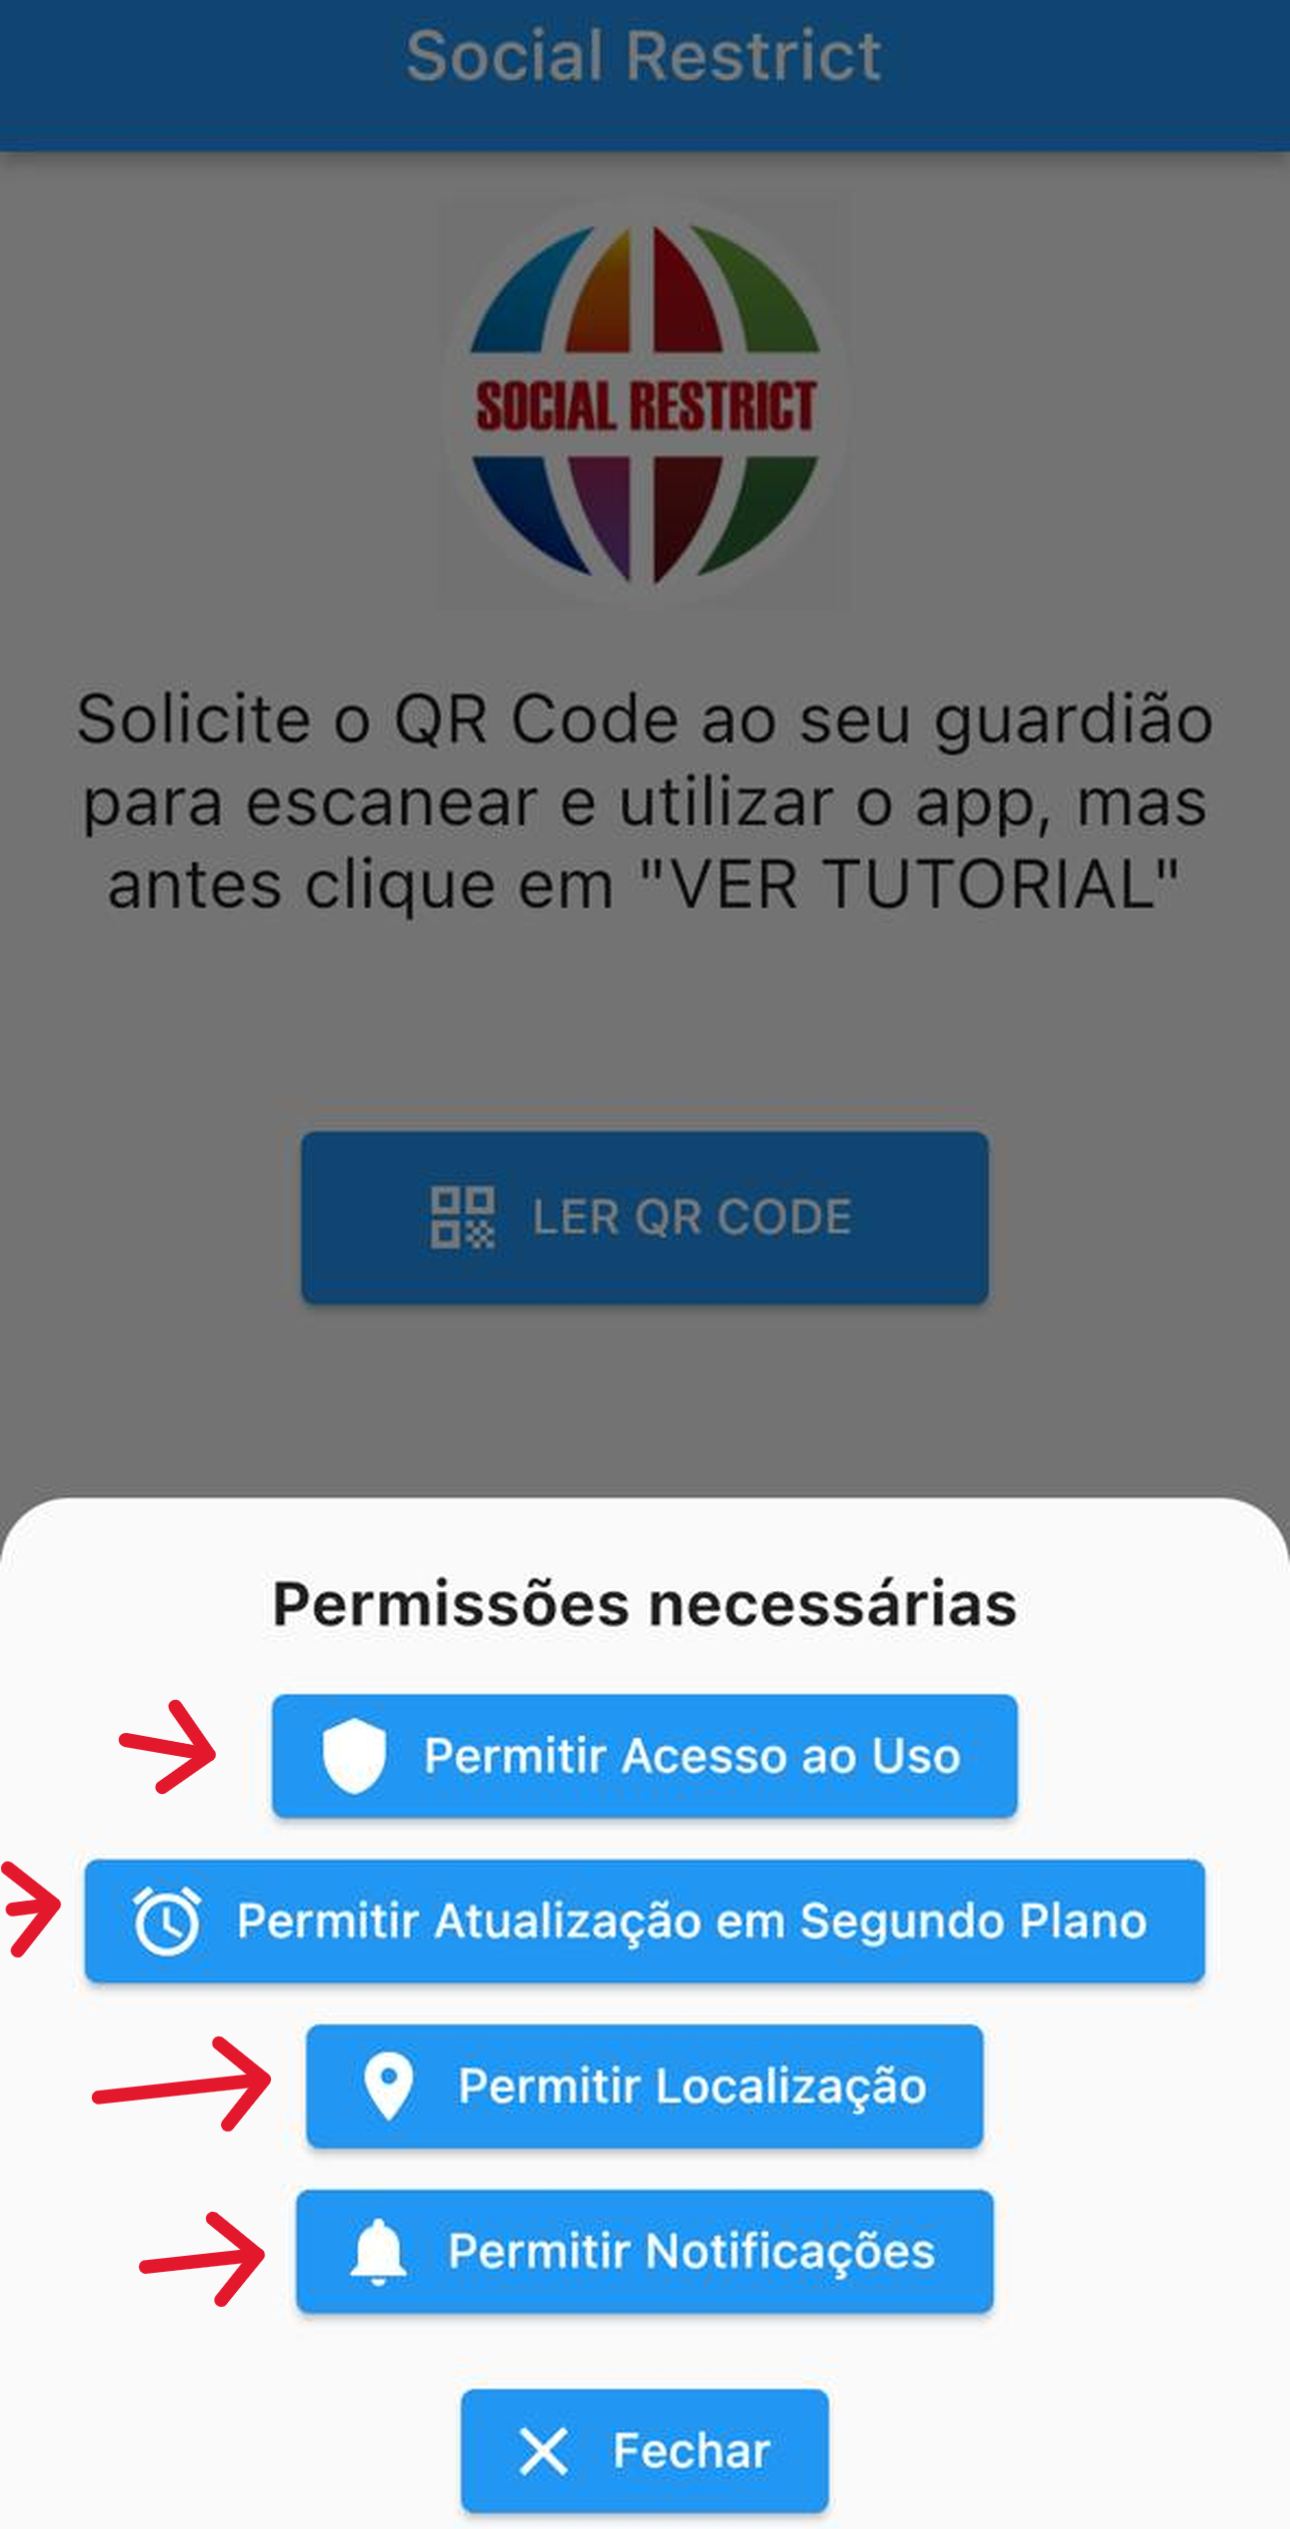 Social Restrict
SOCIAL RESTRICT
Solicite o QR Code ao seu guardião
para escanear e utilizar o app, mas
antes clique em "VER TUTORIAL"
LER QR CODE
Permissões necessárias
Permitir Acesso ao Uso
Permitir Atualização em Segundo Plano
Permitir Localização
Permitir Notificações
Fechar